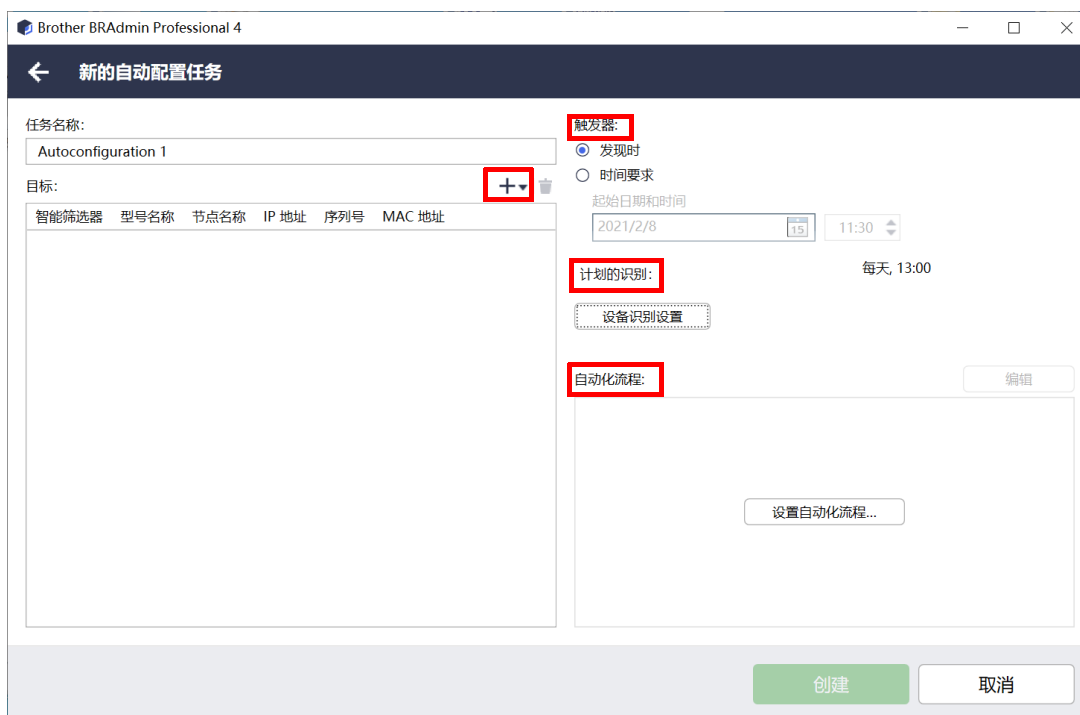 Brother BRAdmin Professional 4
新的自动配置任务
任务名称:
Autoconfiguration 1
目标:
智能筛选器 型号名称 节点名称 IP 地址 序列号 MAC 地址
触发器:
发现时
时间要求
起始日期和时间
2021/2/8 15 11:30
计划的识别: 每天, 13:00
设备识别设置
自动化流程: 编辑
设置自动化流程...
创建 取消